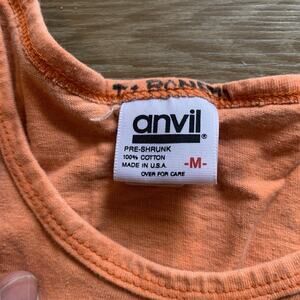 anvil®
PRE-SHRUNK
100% COTTON
MADE IN U.S.A.
-M-
OVER FOR CARE